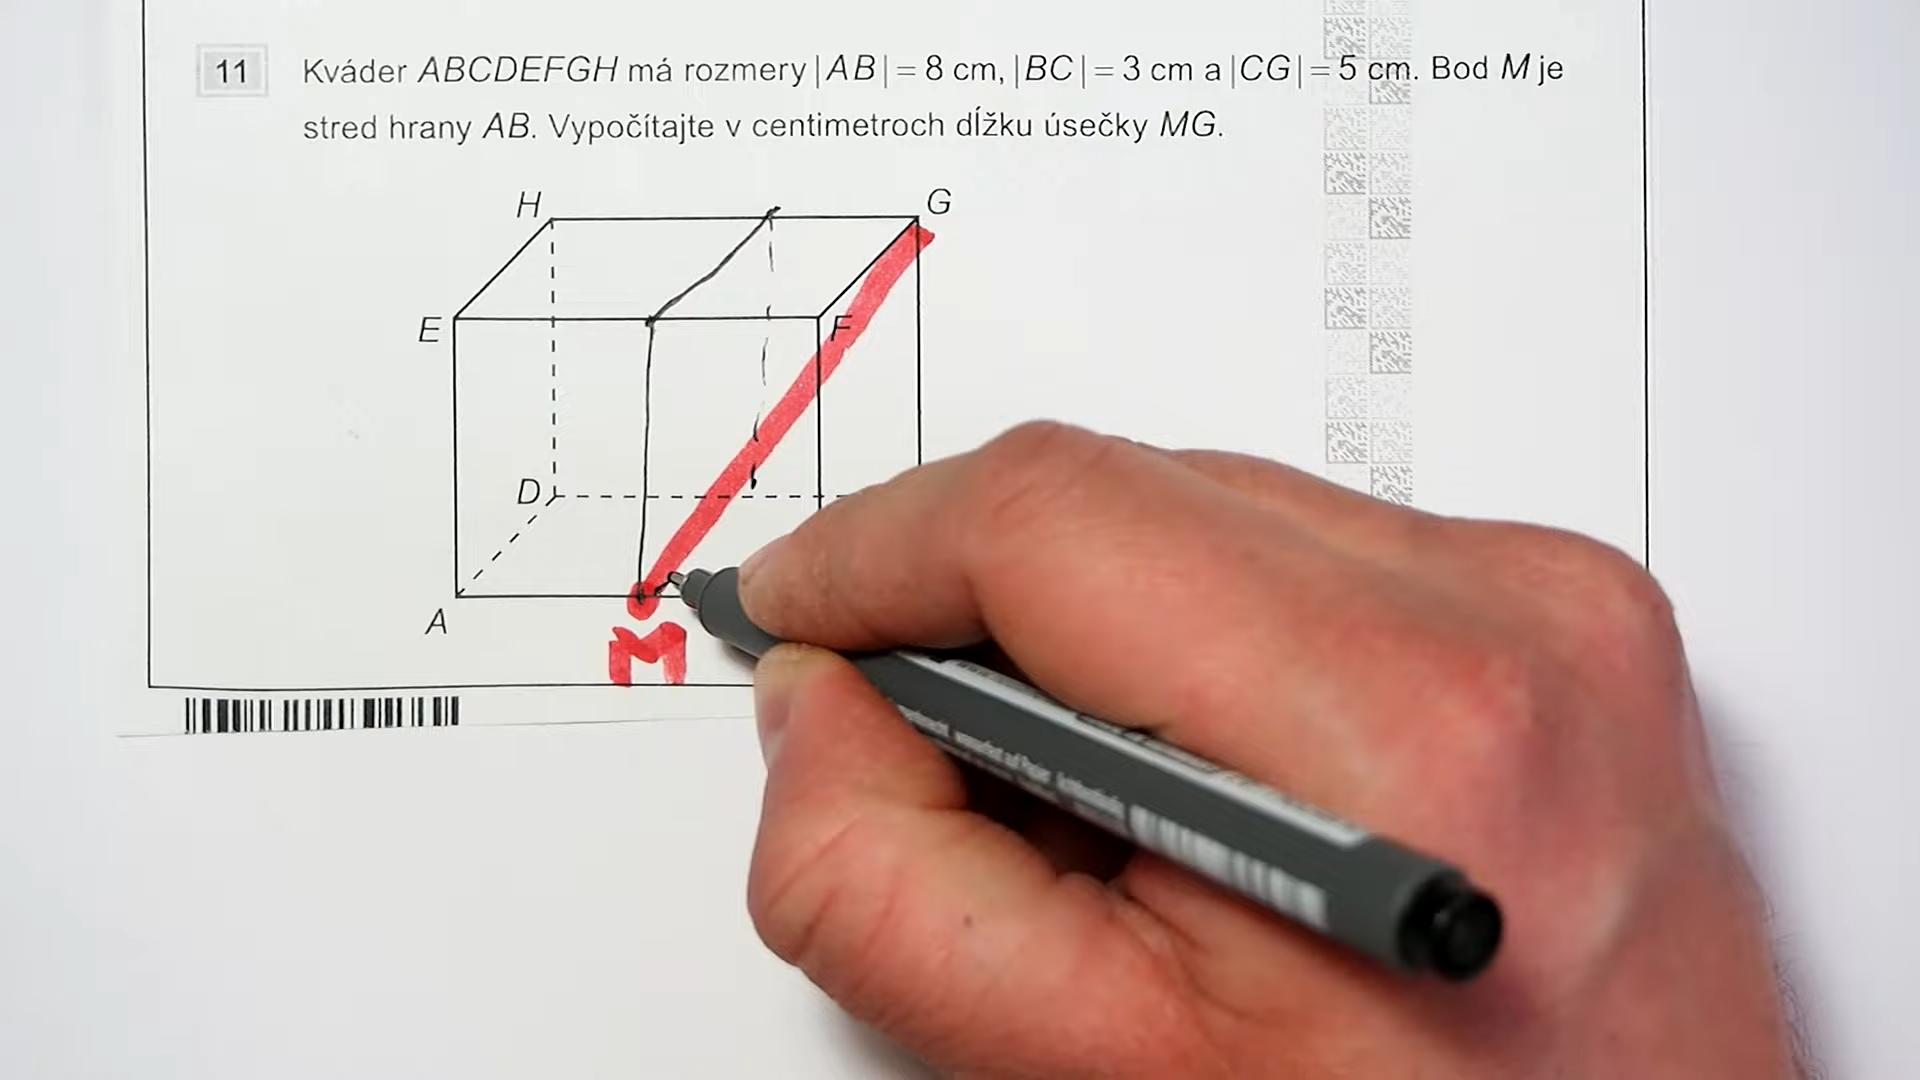 11
Kváder ABCDEFGH má rozmery |AB| = 8 cm, |BC| = 3 cm a |CG| = 5 cm. Bod M je
stred hrany AB. Vypočítajte v centimetroch dĺžku úsečky MG.
H
G
E
F
D
A
M